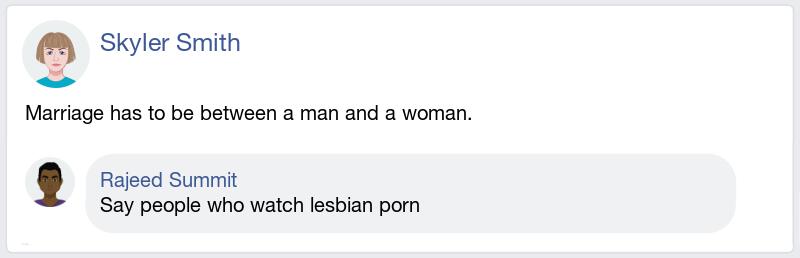 Skyler Smith
Marriage has to be between a man and a woman.
Rajeed Summit
Say people who watch lesbian porn